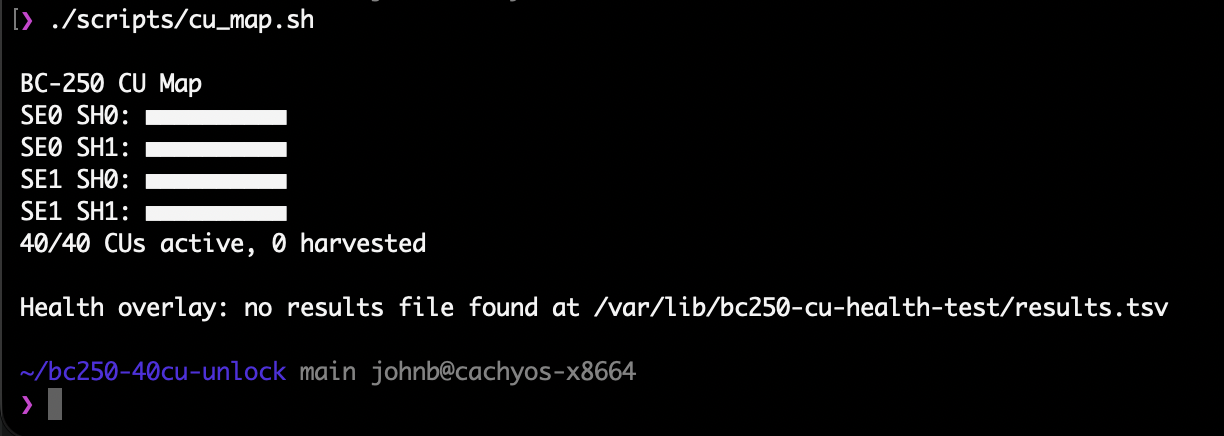 [❯ ./scripts/cu_map.sh
BC-250 CU Map
SE0 SH0: ▄▄▄▄▄▄▄▄▄▄
SE0 SH1: ▄▄▄▄▄▄▄▄▄▄
SE1 SH0: ▄▄▄▄▄▄▄▄▄▄
SE1 SH1: ▄▄▄▄▄▄▄▄▄▄
40/40 CUs active, 0 harvested
Health overlay: no results file found at /var/lib/bc250-cu-health-test/results.tsv
~/bc250-40cu-unlock main johnb@cachyos-x8664
❯